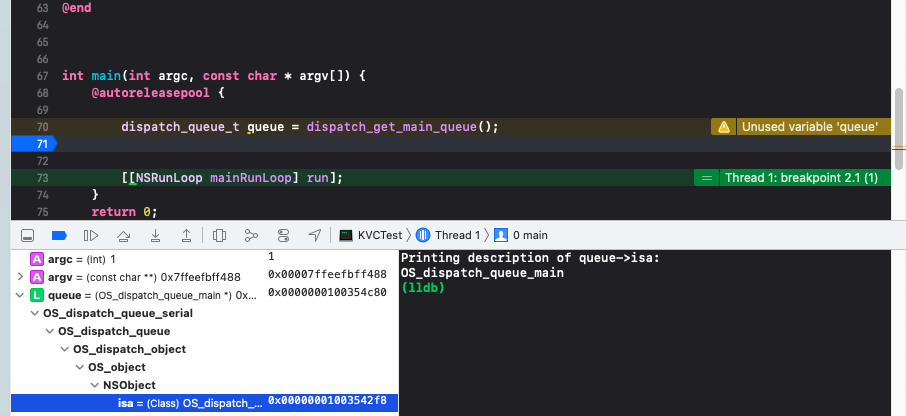 63 @end
64
65
66
67 int main(int argc, const char * argv[]) {
68 @autoreleasepool {
69
70 dispatch_queue_t queue = dispatch_get_main_queue(); Unused variable 'queue'
71
72
73 [[NSRunLoop mainRunLoop] run]; = Thread 1: breakpoint 2.1 (1)
74 }
75 return 0;
KVCTest Thread 1 0 main
A argc = (int) 1 1
A argv = (const char **) 0x7ffeefbff488 0x00007ffeefbff488
L queue = (OS_dispatch_queue_main *) 0x... 0x0000000100354c80
OS_dispatch_queue_serial
OS_dispatch_queue
OS_dispatch_object
OS_object
NSObject
isa = (Class) OS_dispatch_... 0x00000001003542f8
Printing description of queue->isa:
OS_dispatch_queue_main
(lldb)